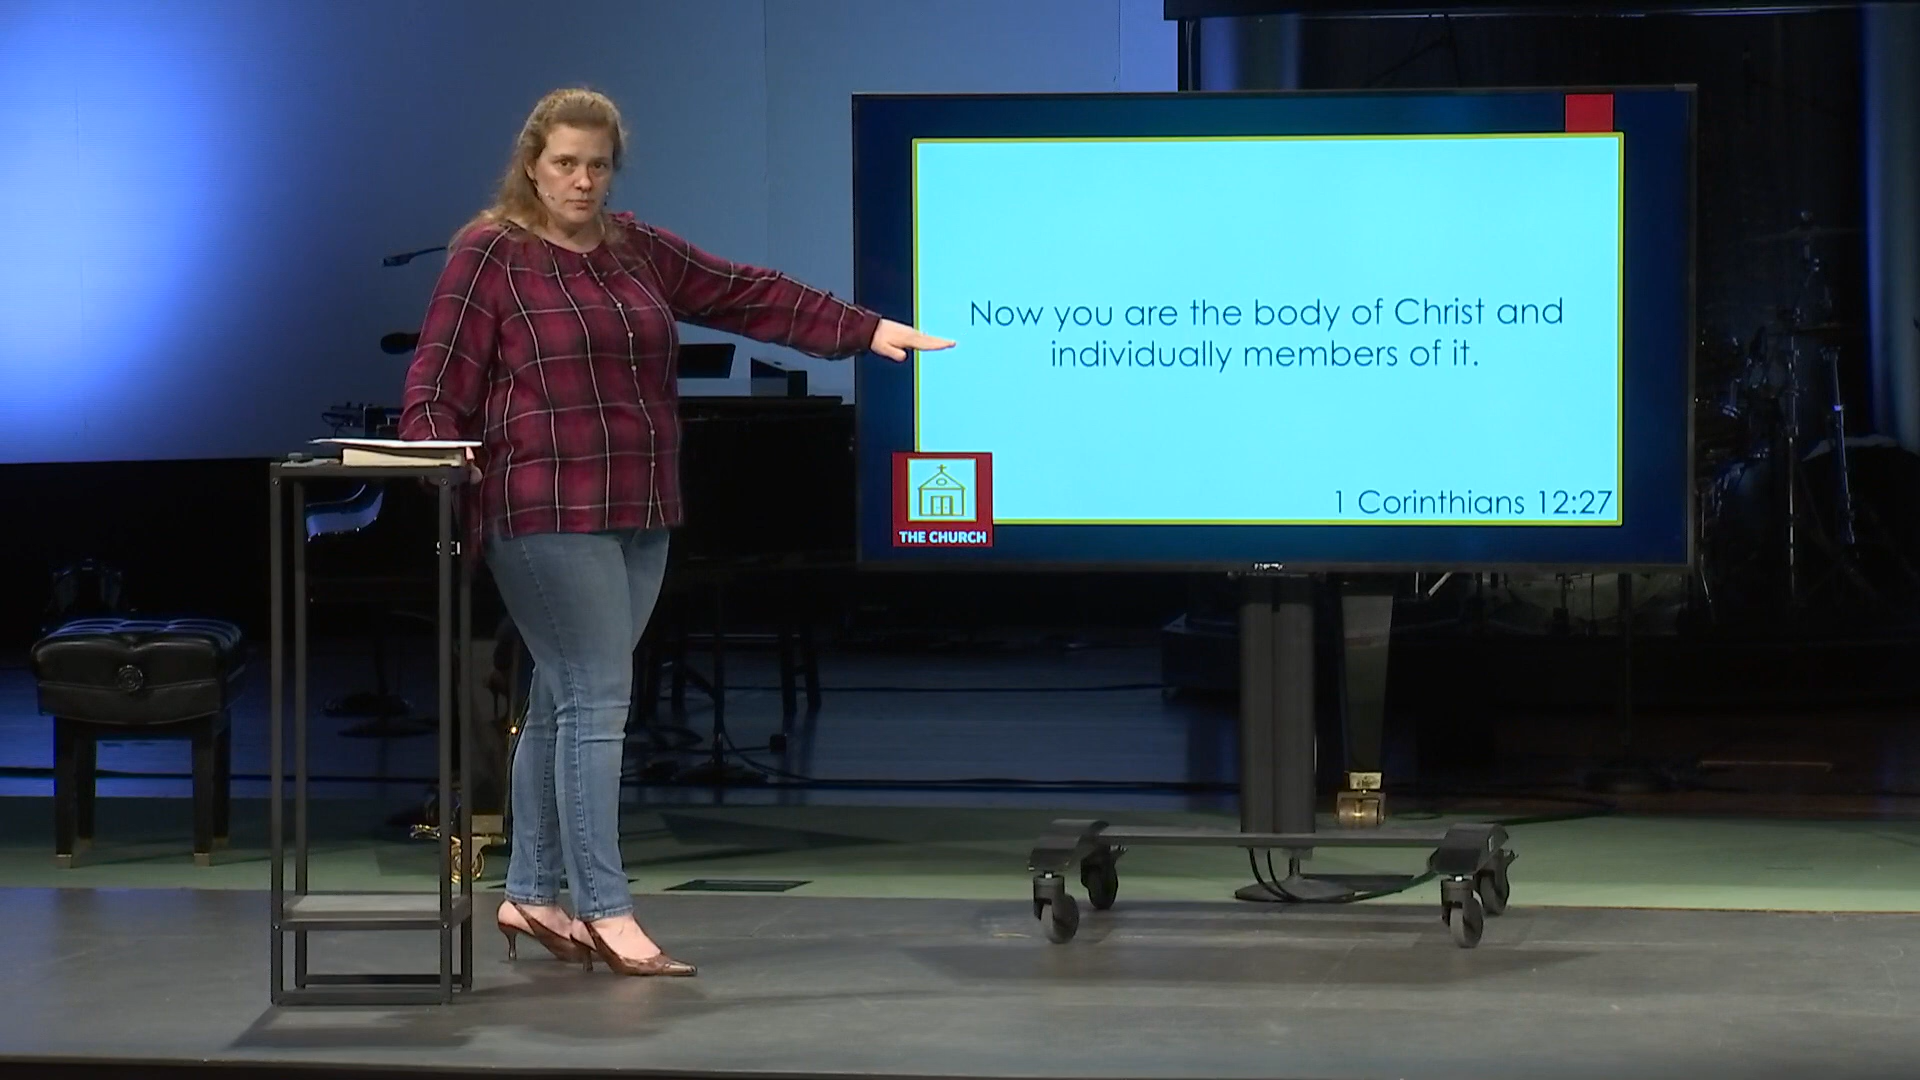 Now you are the body of Christ and
individually members of it.
1 Corinthians 12:27
THE CHURCH